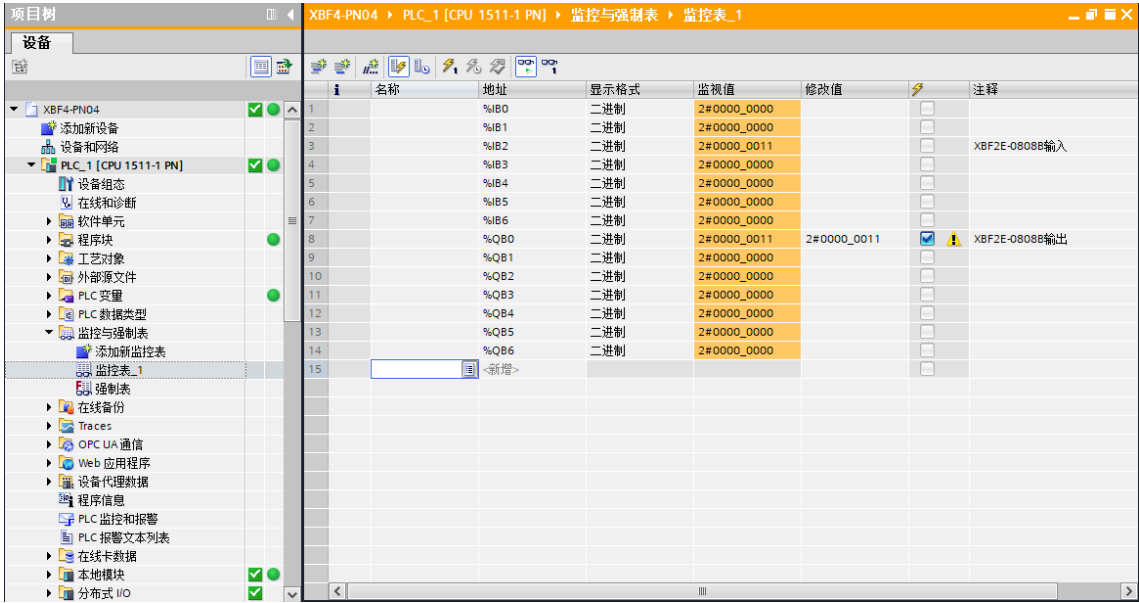 项目树
XBF4-PN04 ▸ PLC_1 [CPU 1511-1 PN] ▸ 监控与强制表 ▸ 监控表_1
设备
i 名称 地址 显示格式 监视值 修改值 注释
XBF4-PN04
添加新设备
设备和网络
PLC_1 [CPU 1511-1 PN]
设备组态
在线和诊断
软件单元
程序块
工艺对象
外部源文件
PLC 变量
PLC 数据类型
监控与强制表
添加新监控表
监控表_1
强制表
在线备份
Traces
OPC UA 通信
Web 应用程序
设备代理数据
程序信息
PLC 监控和报警
PLC 报警文本列表
在线卡数据
本地模块
分布式 I/O
1 %IB0 二进制 2#0000_0000
2 %IB1 二进制 2#0000_0000
3 %IB2 二进制 2#0000_0011 XBF2E-0808B输入
4 %IB3 二进制 2#0000_0000
5 %IB4 二进制 2#0000_0000
6 %IB5 二进制 2#0000_0000
7 %IB6 二进制 2#0000_0000
8 %QB0 二进制 2#0000_0011 2#0000_0011 XBF2E-0808B输出
9 %QB1 二进制 2#0000_0000
10 %QB2 二进制 2#0000_0000
11 %QB3 二进制 2#0000_0000
12 %QB4 二进制 2#0000_0000
13 %QB5 二进制 2#0000_0000
14 %QB6 二进制 2#0000_0000
15 <新增>